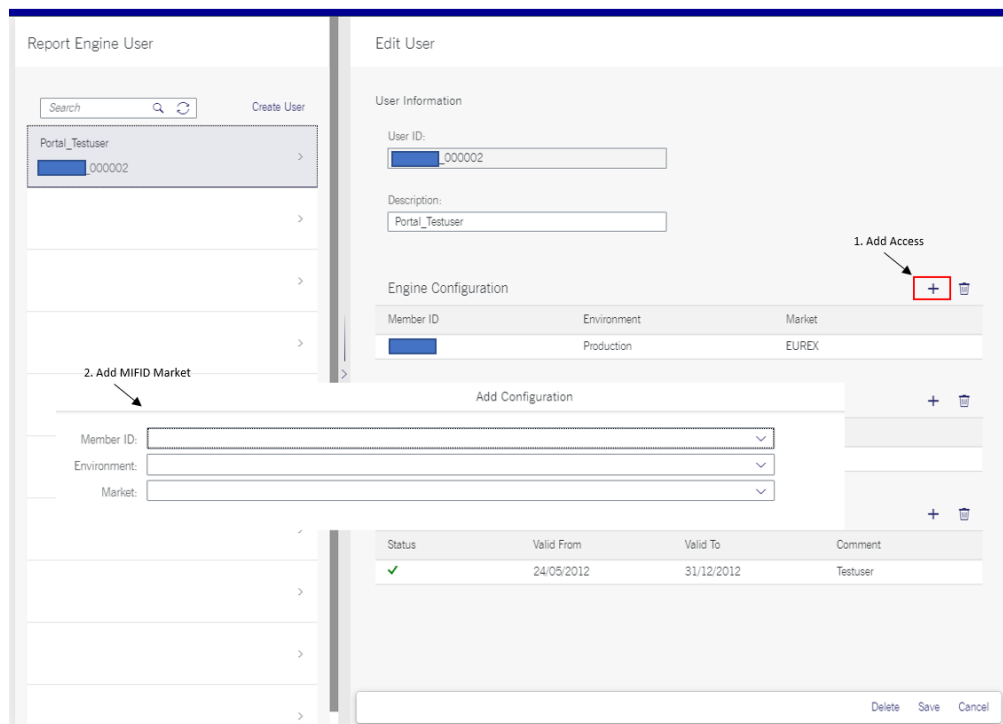 Report Engine User
Edit User
Search
Create User
Portal_Testuser
_000002
User Information
User ID:
_000002
Description:
Portal_Testuser
1. Add Access
Engine Configuration
Member ID Environment Market
Production EUREX
2. Add MIFID Market
Add Configuration
Member ID:
Environment:
Market:
Status Valid From Valid To Comment
24/05/2012 31/12/2012 Testuser
Delete Save Cancel